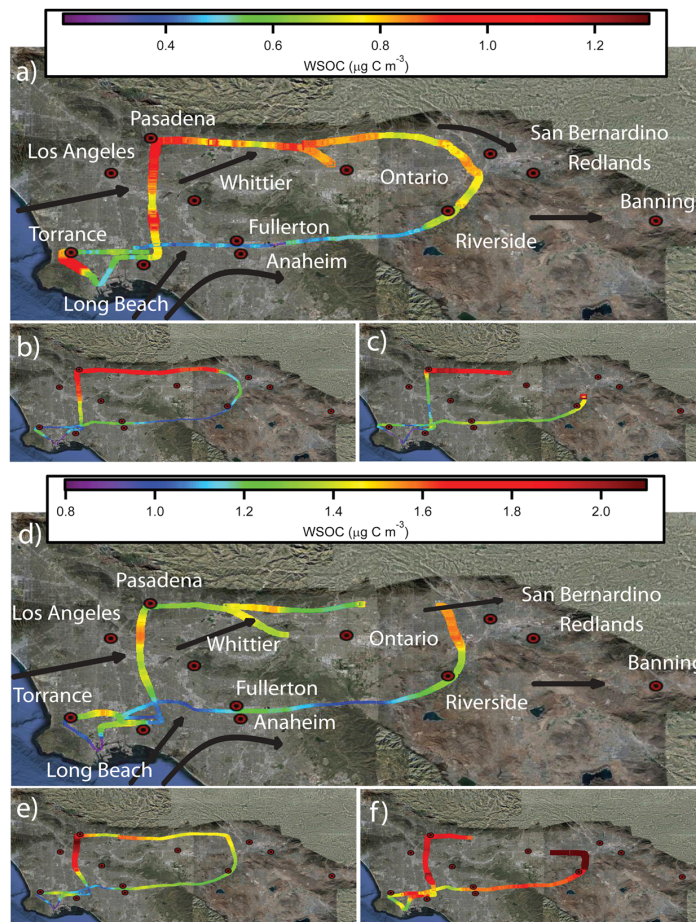 0.4 0.6 0.8 1.0 1.2
WSOC (µg C m⁻³)
a)
Pasadena
San Bernardino
Los Angeles
Redlands
Whittier
Ontario
Banning
Torrance
Fullerton
Riverside
Anaheim
Long Beach
b)
c)
0.8 1.0 1.2 1.4 1.6 1.8 2.0
WSOC (µg C m⁻³)
d)
Pasadena
San Bernardino
Los Angeles
Redlands
Whittier
Ontario
Banning
Torrance
Fullerton
Riverside
Anaheim
Long Beach
e)
f)